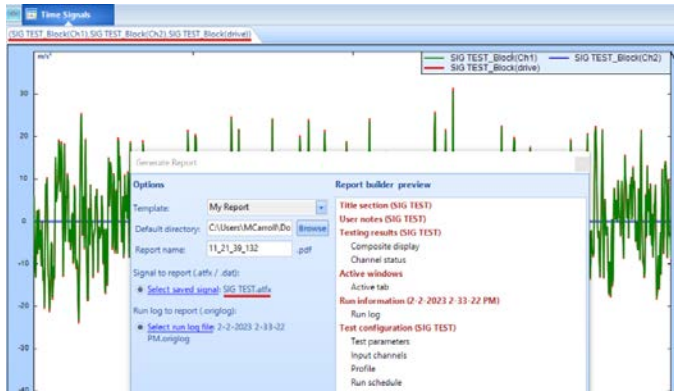 Time Signals
(SIG TEST_Block(Ch1),SIG TEST_Block(Ch2),SIG TEST_Block(drive))
m/s²
SIG TEST_Block(Ch1) SIG TEST_Block(Ch2)
SIG TEST_Block(drive)
30
20
10
0
-10
-20
-30
-40
Generate Report
Options
Report builder preview
Template: My Report
Default directory: C:\Users\MCarroll\Do Browse
Report name: 11_21_39_132 .pdf
Signal to report (.atfx / .dat):
Select saved signal: SIG TEST.atfx
Run log to report (.origlog):
Select run log file: 2-2-2023 2-33-22
PM.origlog
Title section (SIG TEST)
User notes (SIG TEST)
Testing results (SIG TEST)
Composite display
Channel status
Active windows
Active tab
Run information (2-2-2023 2-33-22 PM)
Run log
Test configuration (SIG TEST)
Test parameters
Input channels
Profile
Run schedule